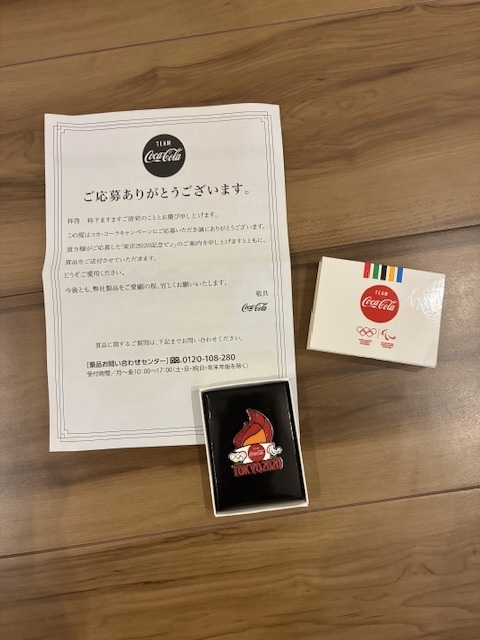 TEAM
Coca-Cola
ご応募ありがとうございます。
拝啓 時下ますますご清栄のこととお慶び申し上げます。
この度はコカ・コーラキャンペーンにご応募いただき誠にありがとうございます。
貴方様がご応募した「東京2020記念ピン」のご案内を申し上げますとともに、
賞品をご送付させていただきます。
どうぞご愛用ください。
今後とも、弊社製品をご愛顧の程、宜しくお願いいたします。
敬具
Coca-Cola
賞品に関するご質問は、下記までお問い合わせください。
[景品お問い合わせセンター] 0120-108-280
受付時間/月~金10:00~17:00(土・日・祝日・年末年始を除く)
TEAM
Coca-Cola
Coca-Cola
TOKYO2020